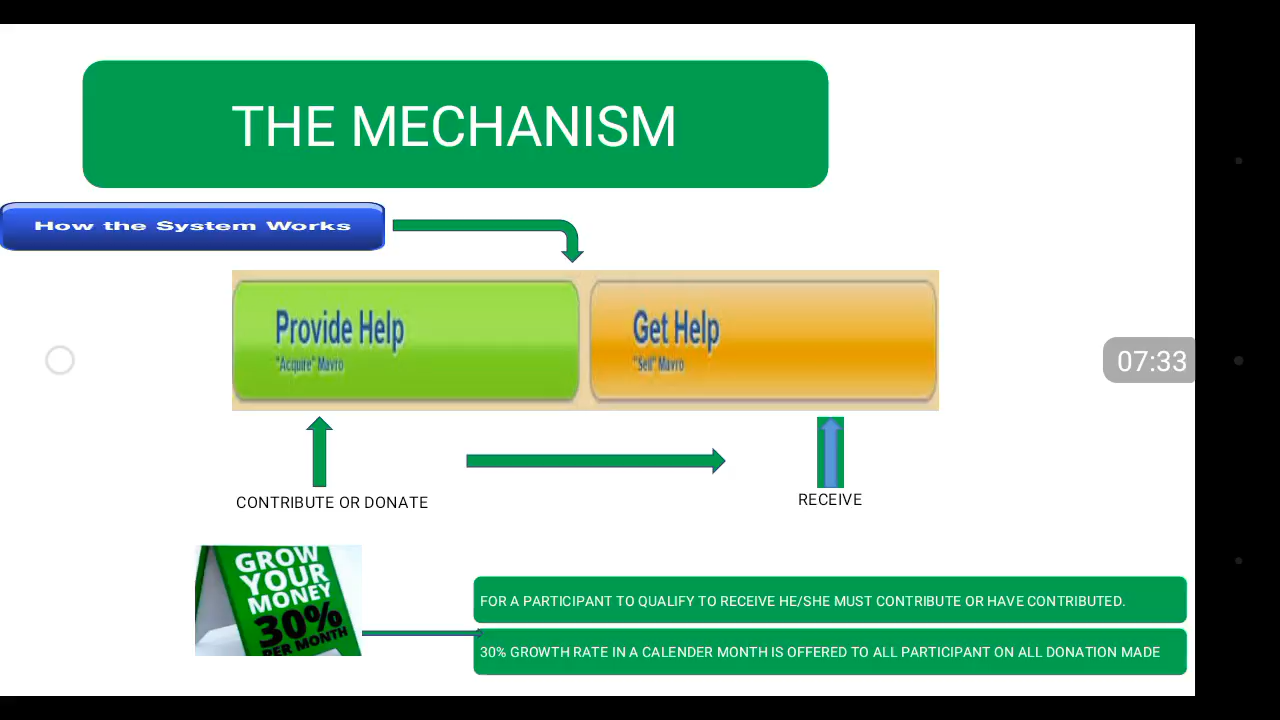 THE MECHANISM
How the System Works
Provide Help
"Acquire" Mavro
Get Help
"Sell" Mavro
07:33
CONTRIBUTE OR DONATE
RECEIVE
GROW
YOUR
MONEY
30%
PER MONTH
FOR A PARTICIPANT TO QUALIFY TO RECEIVE HE/SHE MUST CONTRIBUTE OR HAVE CONTRIBUTED.
30% GROWTH RATE IN A CALENDER MONTH IS OFFERED TO ALL PARTICIPANT ON ALL DONATION MADE